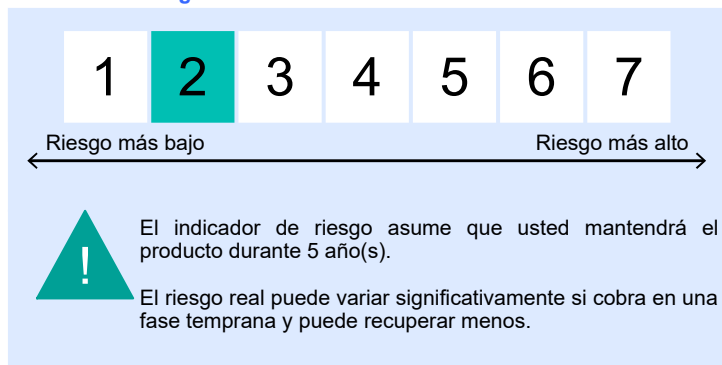 1 2 3 4 5 6 7
Riesgo más bajo Riesgo más alto
!
El indicador de riesgo asume que usted mantendrá el
producto durante 5 año(s).
El riesgo real puede variar significativamente si cobra en una
fase temprana y puede recuperar menos.